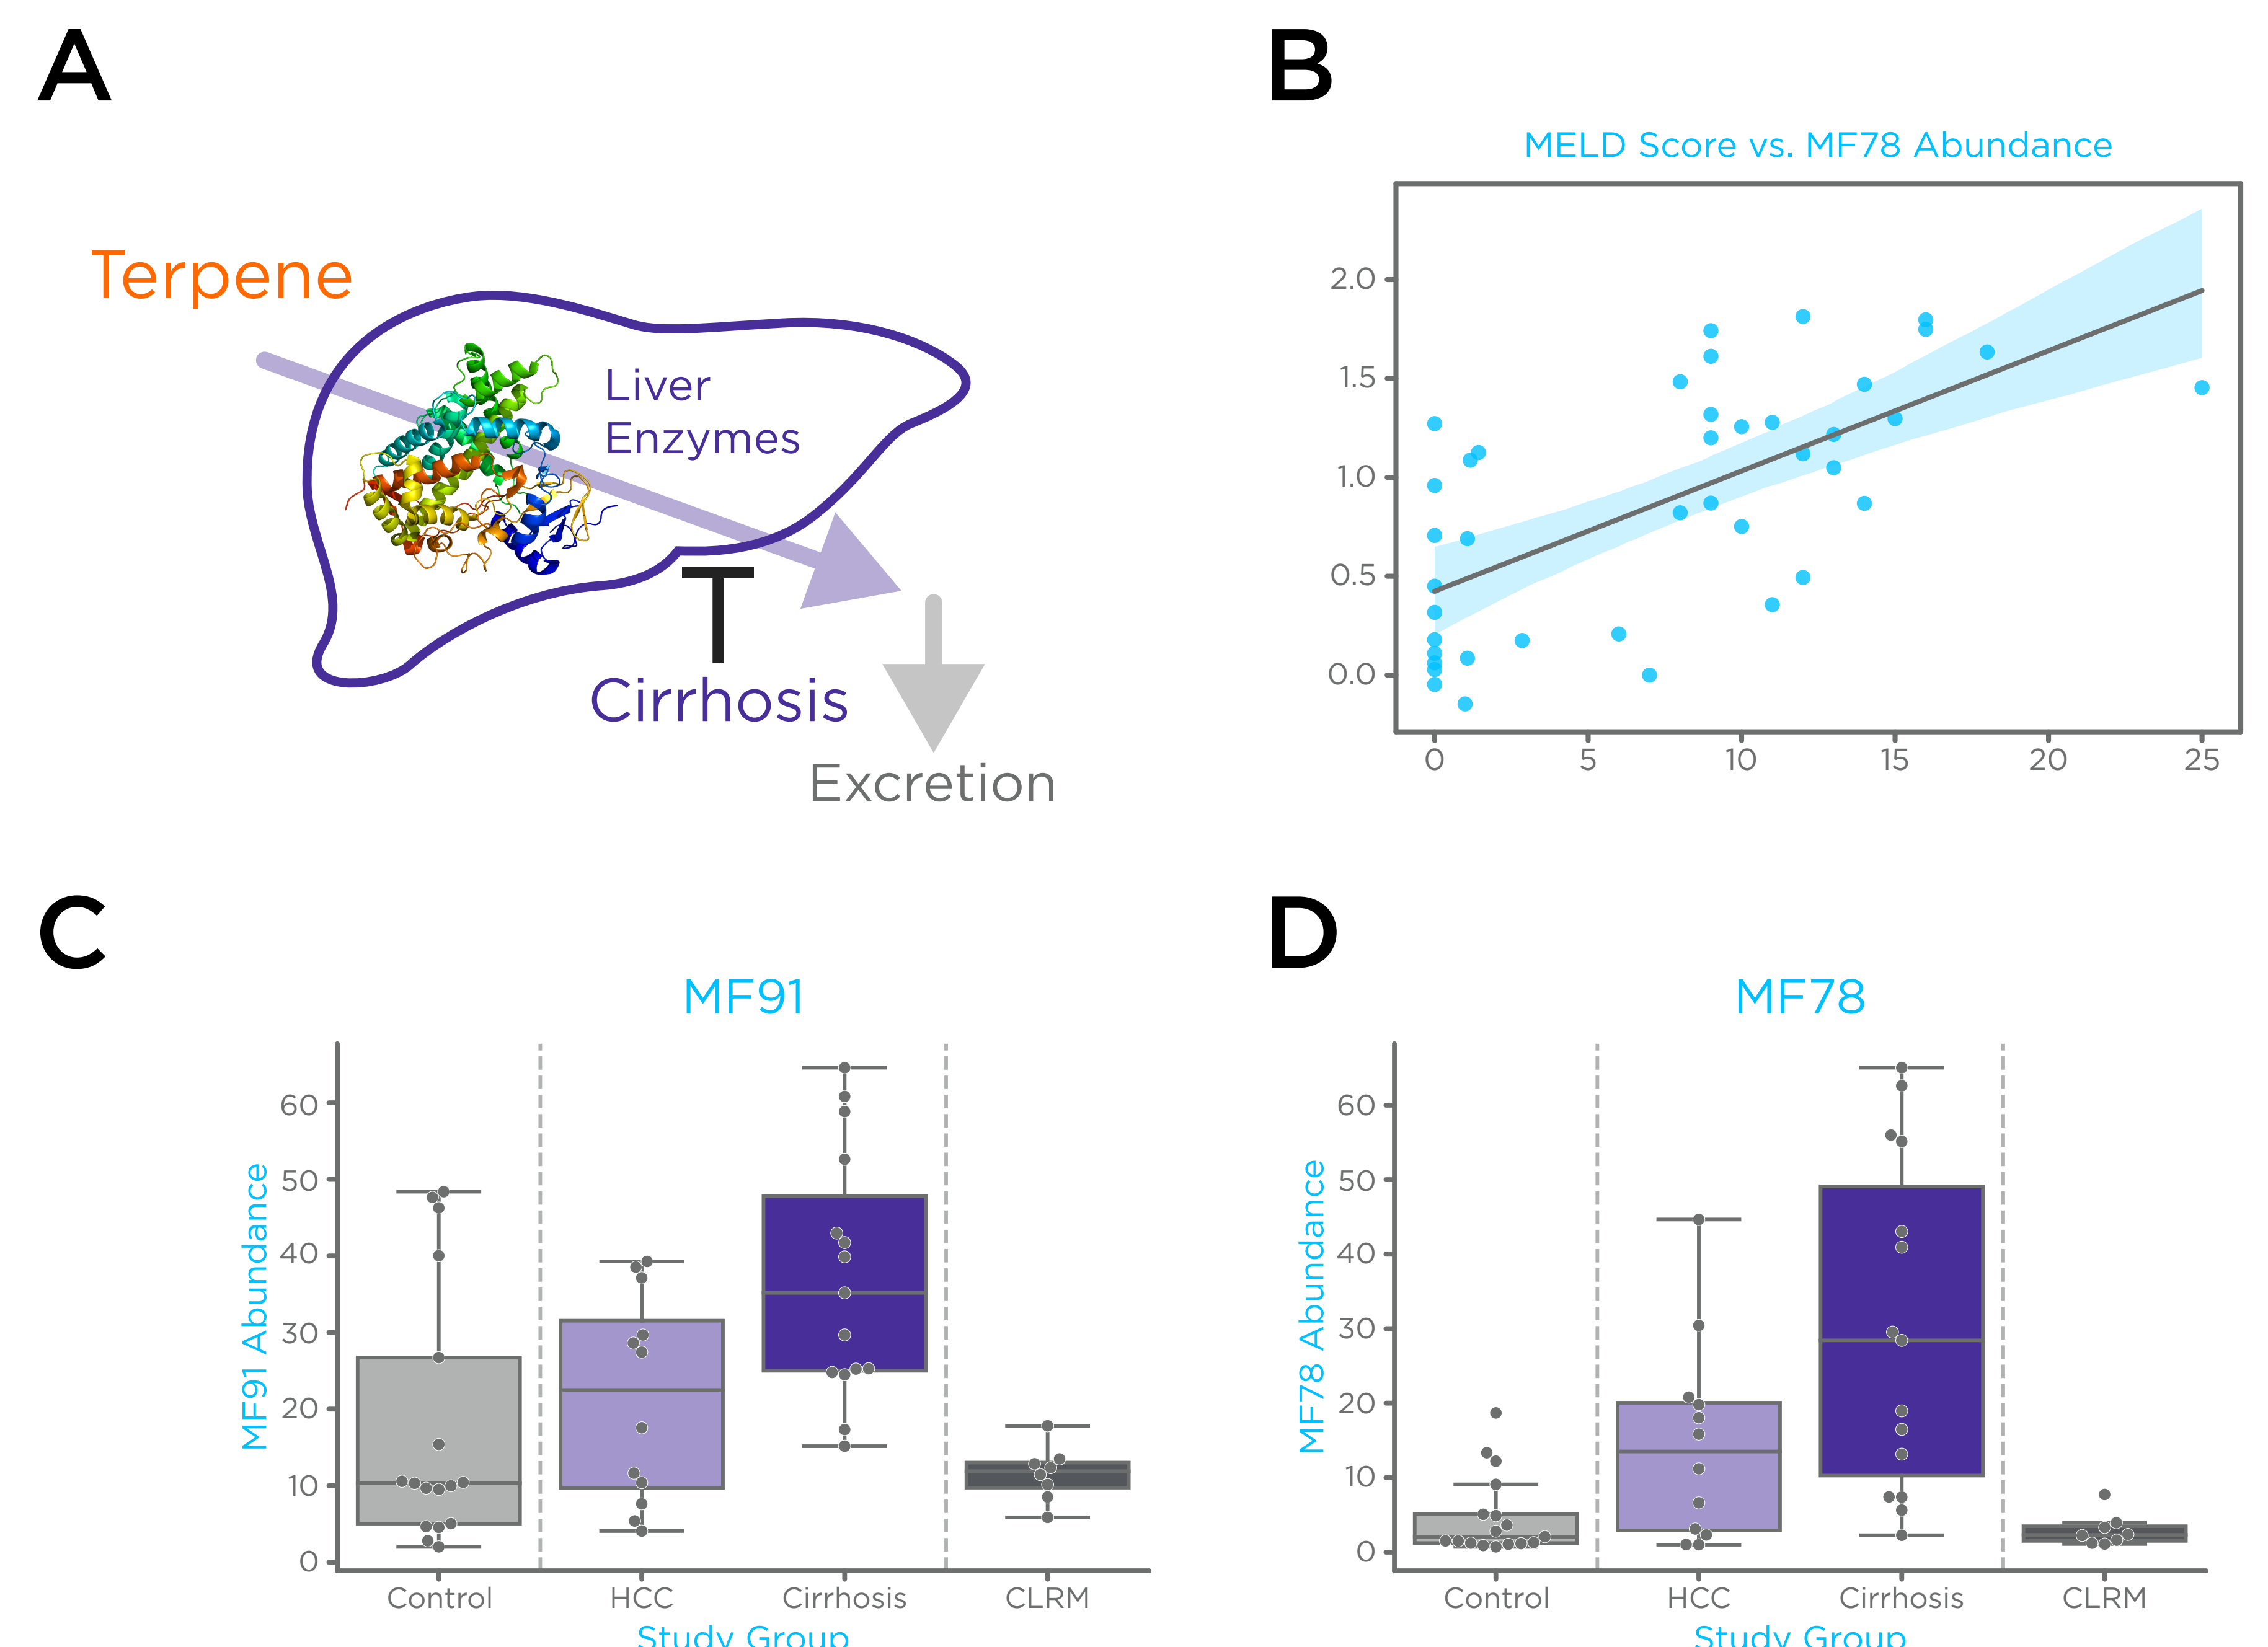 A
Terpene
Liver
Enzymes
Cirrhosis
Excretion
B
MELD Score vs. MF78 Abundance
2.0
1.5
1.0
0.5
0.0
0 5 10 15 20 25
C
MF91
MF91 Abundance
60
50
40
30
20
10
0
Control HCC Cirrhosis CLRM
Study Group
D
MF78
MF78 Abundance
60
50
40
30
20
10
0
Control HCC Cirrhosis CLRM
Study Group